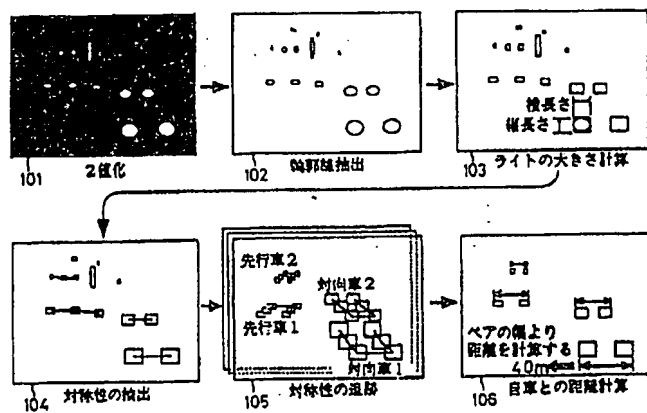 101
2値化
102
輪郭線抽出
横長さ
縦長さ
103
ライトの大きさ計算
104
対称性の抽出
先行車2
先行車1
対向車2
対向車1
105
対称性の追跡
ペアの幅より
距離を計算する
40m
106
自車との距離計算